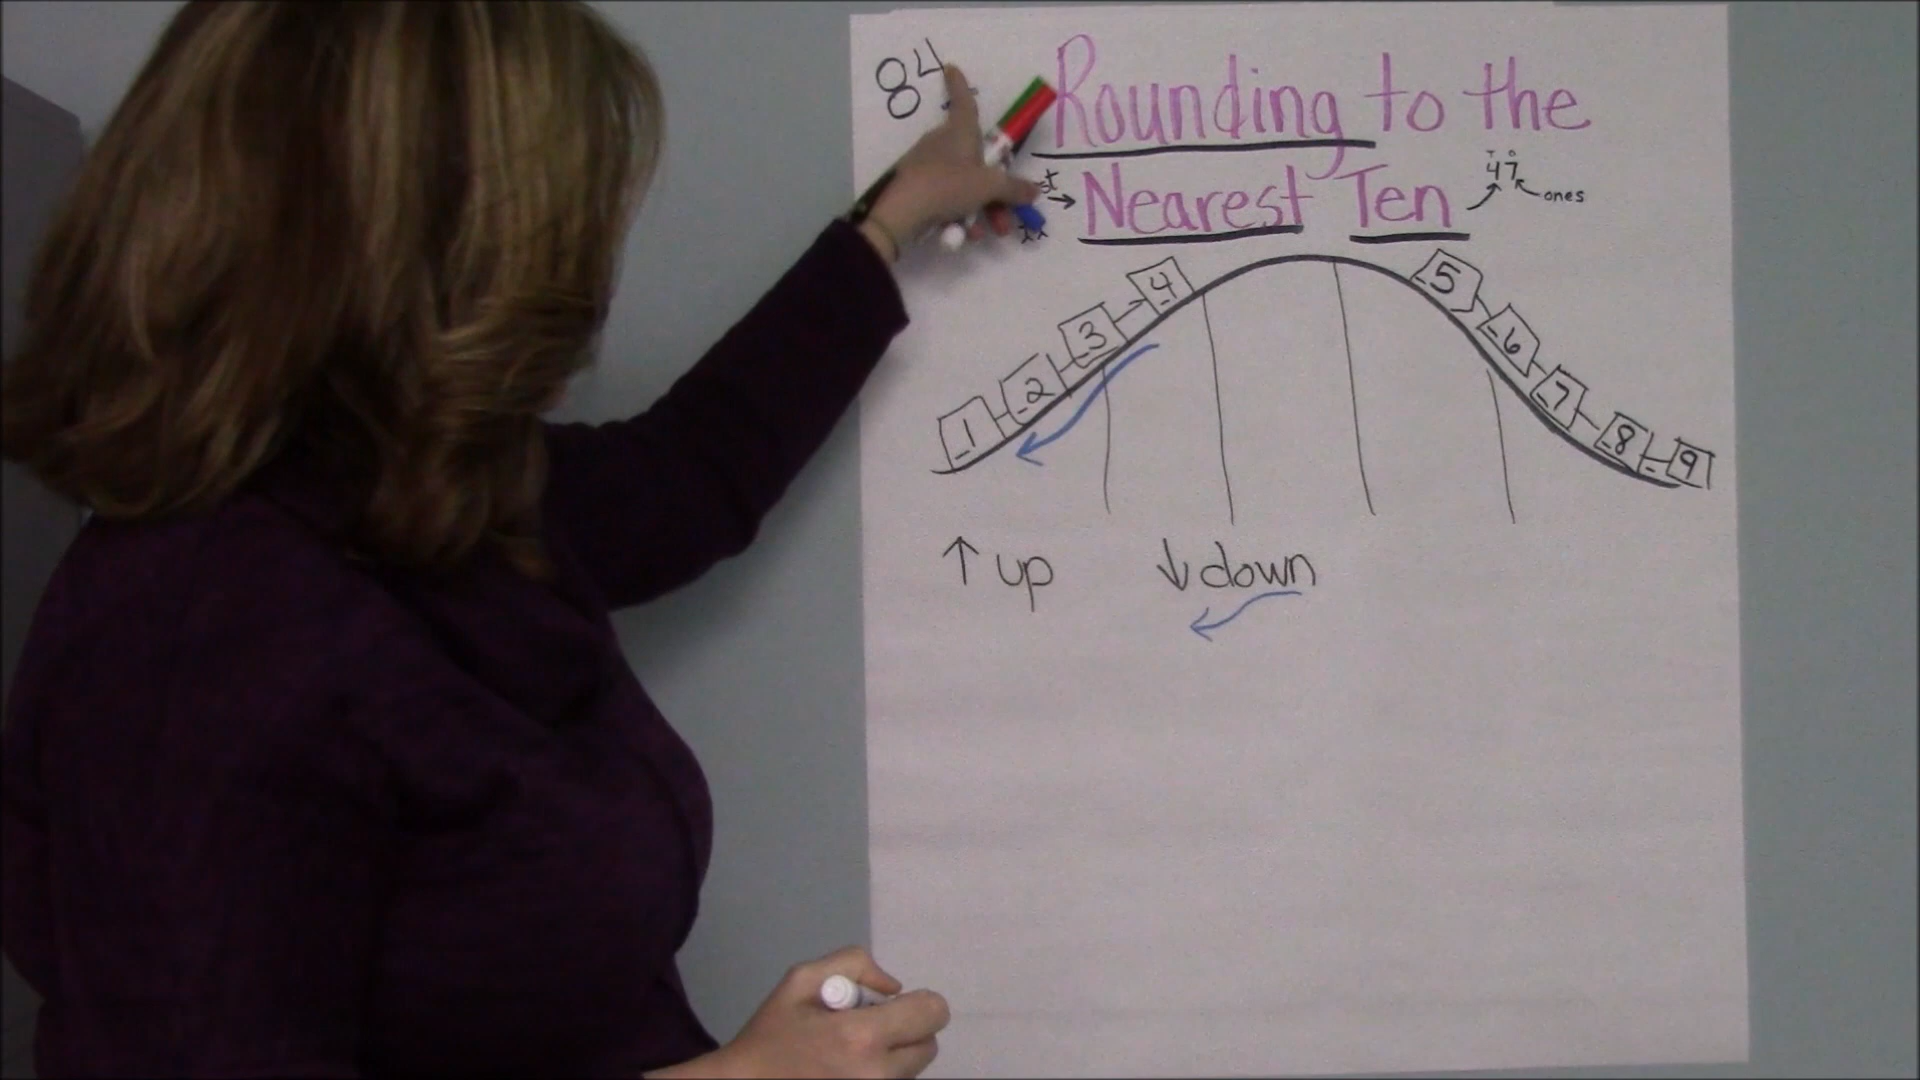 84
Rounding to the
→ Nearest Ten
T O
47
ones
1 2 3 4 5 6 7 8 9
↑ up ↓ down